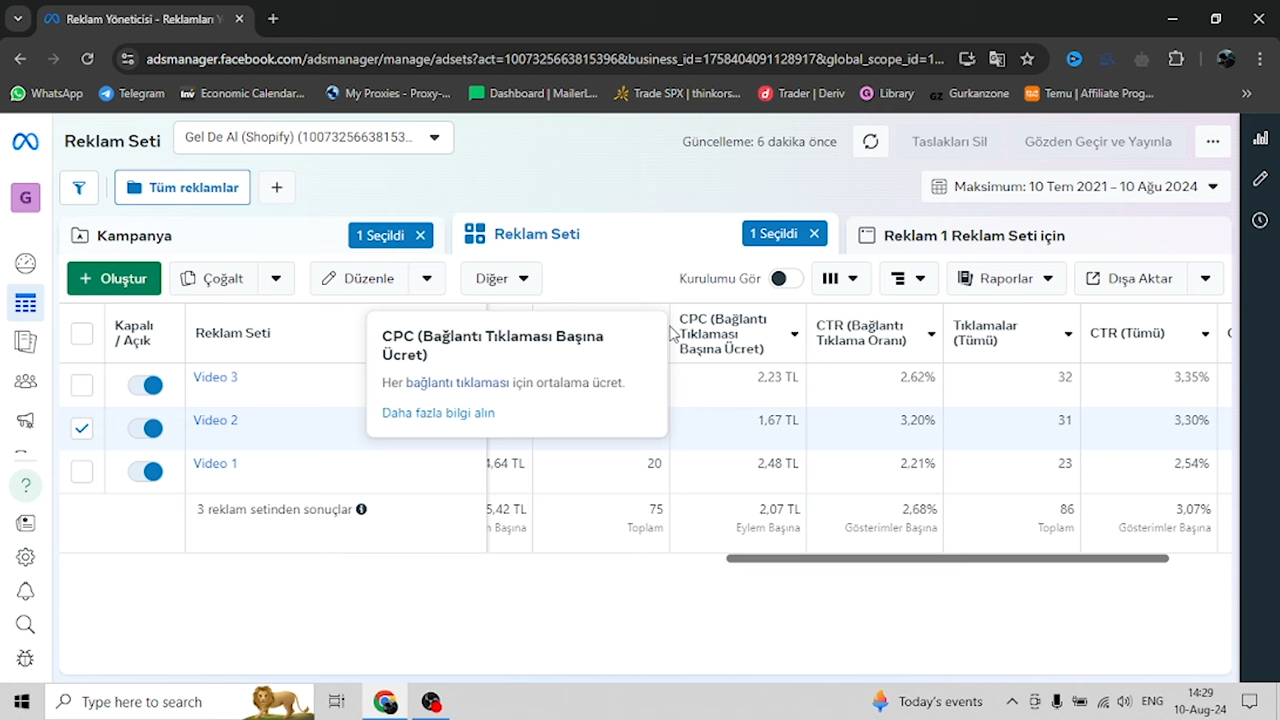 Reklam Yöneticisi - Reklamları Y
adsmanager.facebook.com/adsmanager/manage/adsets?act=10073256638153968&business_id=1758404091128917&global_scope_id=1...
WhatsApp Telegram Economic Calendar... My Proxies - Proxy-... Dashboard | MailerL... Trade SPX | thinkors... Trader | Deriv Library Gurkanzone Temu | Affiliate Prog...
Reklam Seti Gel De Al (Shopify) (10073256638153... Güncelleme: 6 dakika önce Taslakları Sil Gözden Geçir ve Yayınla
G Tüm reklamlar Maksimum: 10 Tem 2021 - 10 Ağu 2024
Kampanya 1 Seçildi Reklam Seti 1 Seçildi Reklam 1 Reklam Seti için
Oluştur Çoğalt Düzenle Diğer Kurulumu Gör Raporlar Dışa Aktar
Kapalı / Açık
Reklam Seti
CPC (Bağlantı Tıklaması Başına Ücret)
CTR (Bağlantı Tıklama Oranı)
Tıklamalar (Tümü)
CTR (Tümü)
CPC (Bağlantı Tıklaması Başına
Ücret)
Her bağlantı tıklaması için ortalama ücret.
Daha fazla bilgi alın
Video 3 2,23 TL 2,62% 32 3,35%
Video 2 1,67 TL 3,20% 31 3,30%
Video 1 4,64 TL 20 2,48 TL 2,21% 23 2,54%
3 reklam setinden sonuçlar 5,42 TL 75 2,07 TL 2,68% 86 3,07%
Başına Toplam Eylem Başına Gösterimler Başına Toplam Gösterimler Başına
Type here to search Today's events ENG 14:29
10-Aug-24